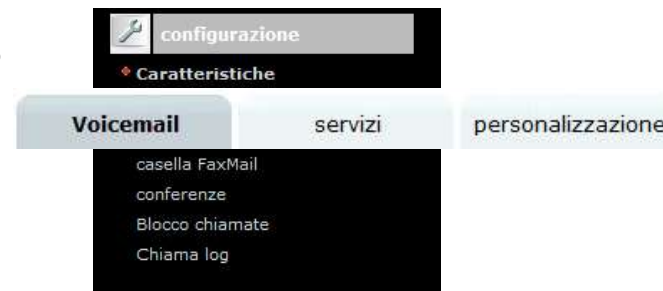 configurazione
Caratteristiche
Voicemail servizi personalizzazione
casella FaxMail
conferenze
Blocco chiamate
Chiama log